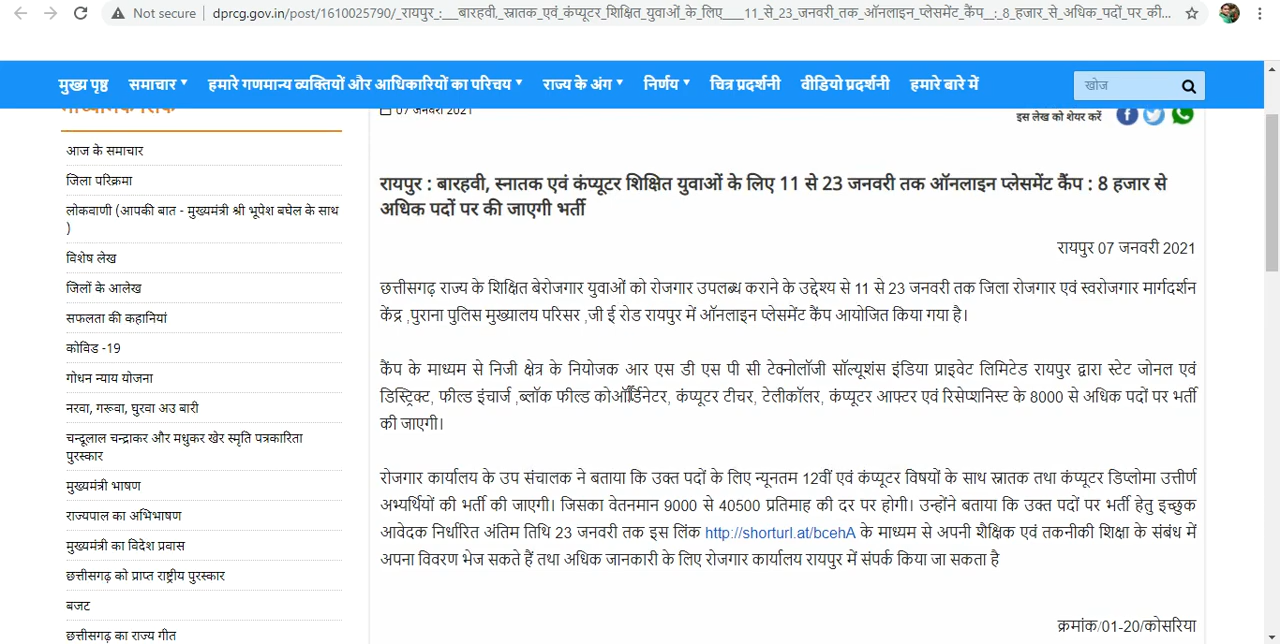 Not secure | dprcg.gov.in/post/1610025790/_रायपुर_:___बारहवी,_स्नातक_एवं_कंप्यूटर_शिक्षित_युवाओं_के_लिए____11_से_23_जनवरी_तक_ऑनलाइन_प्लेसमेंट_कैंप__:_8_हजार_से_अधिक_पदों_पर_की...
मुख्य पृष्ठ समाचार हमारे गणमान्य व्यक्तियों और आधिकारियों का परिचय राज्य के अंग निर्णय चित्र प्रदर्शनी वीडियो प्रदर्शनी हमारे बारे में खोज
07 जनवरी 2021
इस लेख को शेयर करें
आज के समाचार
जिला परिक्रमा
लोकवाणी (आपकी बात - मुख्यमंत्री श्री भूपेश बघेल के साथ
)
विशेष लेख
जिलों के आलेख
सफलता की कहानियां
कोविड -19
गोधन न्याय योजना
नरवा, गरूवा, घुरवा अउ बारी
चन्दूलाल चन्द्राकर और मधुकर खेर स्मृति पत्रकारिता
पुरस्कार
मुख्यमंत्री भाषण
राज्यपाल का अभिभाषण
मुख्यमंत्री का विदेश प्रवास
छत्तीसगढ़ को प्राप्त राष्ट्रीय पुरस्कार
बजट
छत्तीसगढ़ का राज्य गीत
रायपुर : बारहवी, स्नातक एवं कंप्यूटर शिक्षित युवाओं के लिए 11 से 23 जनवरी तक ऑनलाइन प्लेसमेंट कैंप : 8 हजार से
अधिक पदों पर की जाएगी भर्ती
रायपुर 07 जनवरी 2021
छत्तीसगढ़ राज्य के शिक्षित बेरोजगार युवाओं को रोजगार उपलब्ध कराने के उद्देश्य से 11 से 23 जनवरी तक जिला रोजगार एवं स्वरोजगार मार्गदर्शन
केंद्र ,पुराना पुलिस मुख्यालय परिसर ,जी ई रोड रायपुर में ऑनलाइन प्लेसमेंट कैंप आयोजित किया गया है।
कैंप के माध्यम से निजी क्षेत्र के नियोजक आर एस डी एस पी सी टेक्नोलॉजी सॉल्यूशंस इंडिया प्राइवेट लिमिटेड रायपुर द्वारा स्टेट जोनल एवं
डिस्ट्रिक्ट, फील्ड इंचार्ज ,ब्लॉक फील्ड कोऑर्डिनेटर, कंप्यूटर टीचर, टेलीकॉलर, कंप्यूटर आफ्टर एवं रिसेप्शनिस्ट के 8000 से अधिक पदों पर भर्ती
की जाएगी।
रोजगार कार्यालय के उप संचालक ने बताया कि उक्त पदों के लिए न्यूनतम 12वीं एवं कंप्यूटर विषयों के साथ स्नातक तथा कंप्यूटर डिप्लोमा उत्तीर्ण
अभ्यर्थियों की भर्ती की जाएगी। जिसका वेतनमान 9000 से 40500 प्रतिमाह की दर पर होगी। उन्होंने बताया कि उक्त पदों पर भर्ती हेतु इच्छुक
आवेदक निर्धारित अंतिम तिथि 23 जनवरी तक इस लिंक http://shorturl.at/bcehA के माध्यम से अपनी शैक्षिक एवं तकनीकी शिक्षा के संबंध में
अपना विवरण भेज सकते हैं तथा अधिक जानकारी के लिए रोजगार कार्यालय रायपुर में संपर्क किया जा सकता है
क्रमांक/01-20/कोसरिया